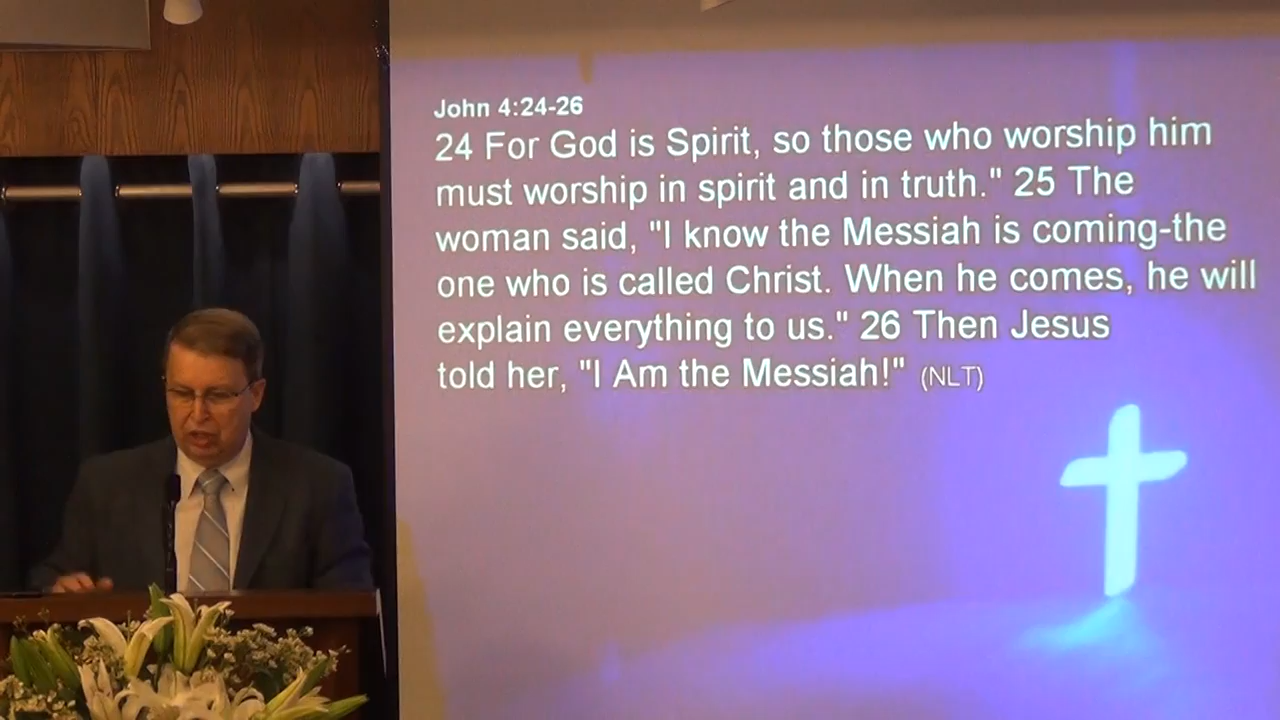 John 4:24-26
24 For God is Spirit, so those who worship him
must worship in spirit and in truth." 25 The
woman said, "I know the Messiah is coming-the
one who is called Christ. When he comes, he will
explain everything to us." 26 Then Jesus
told her, "I Am the Messiah!" (NLT)